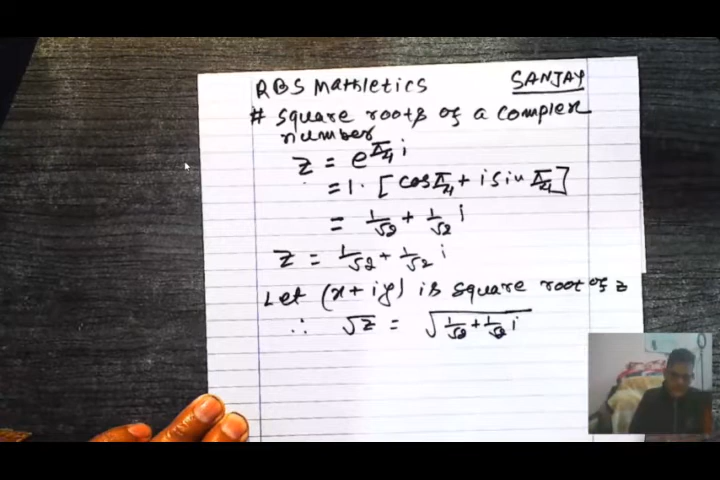 RBS Mathletics SANJAY
# square roots of a complex
number
z = e^{π/4 i}
= 1. [cos π/4 + i sin π/4]
= 1/√2 + 1/√2 i
z = 1/√2 + 1/√2 i
Let (x + iy) is square root of z
∴ √z = √(1/√2 + 1/√2 i)